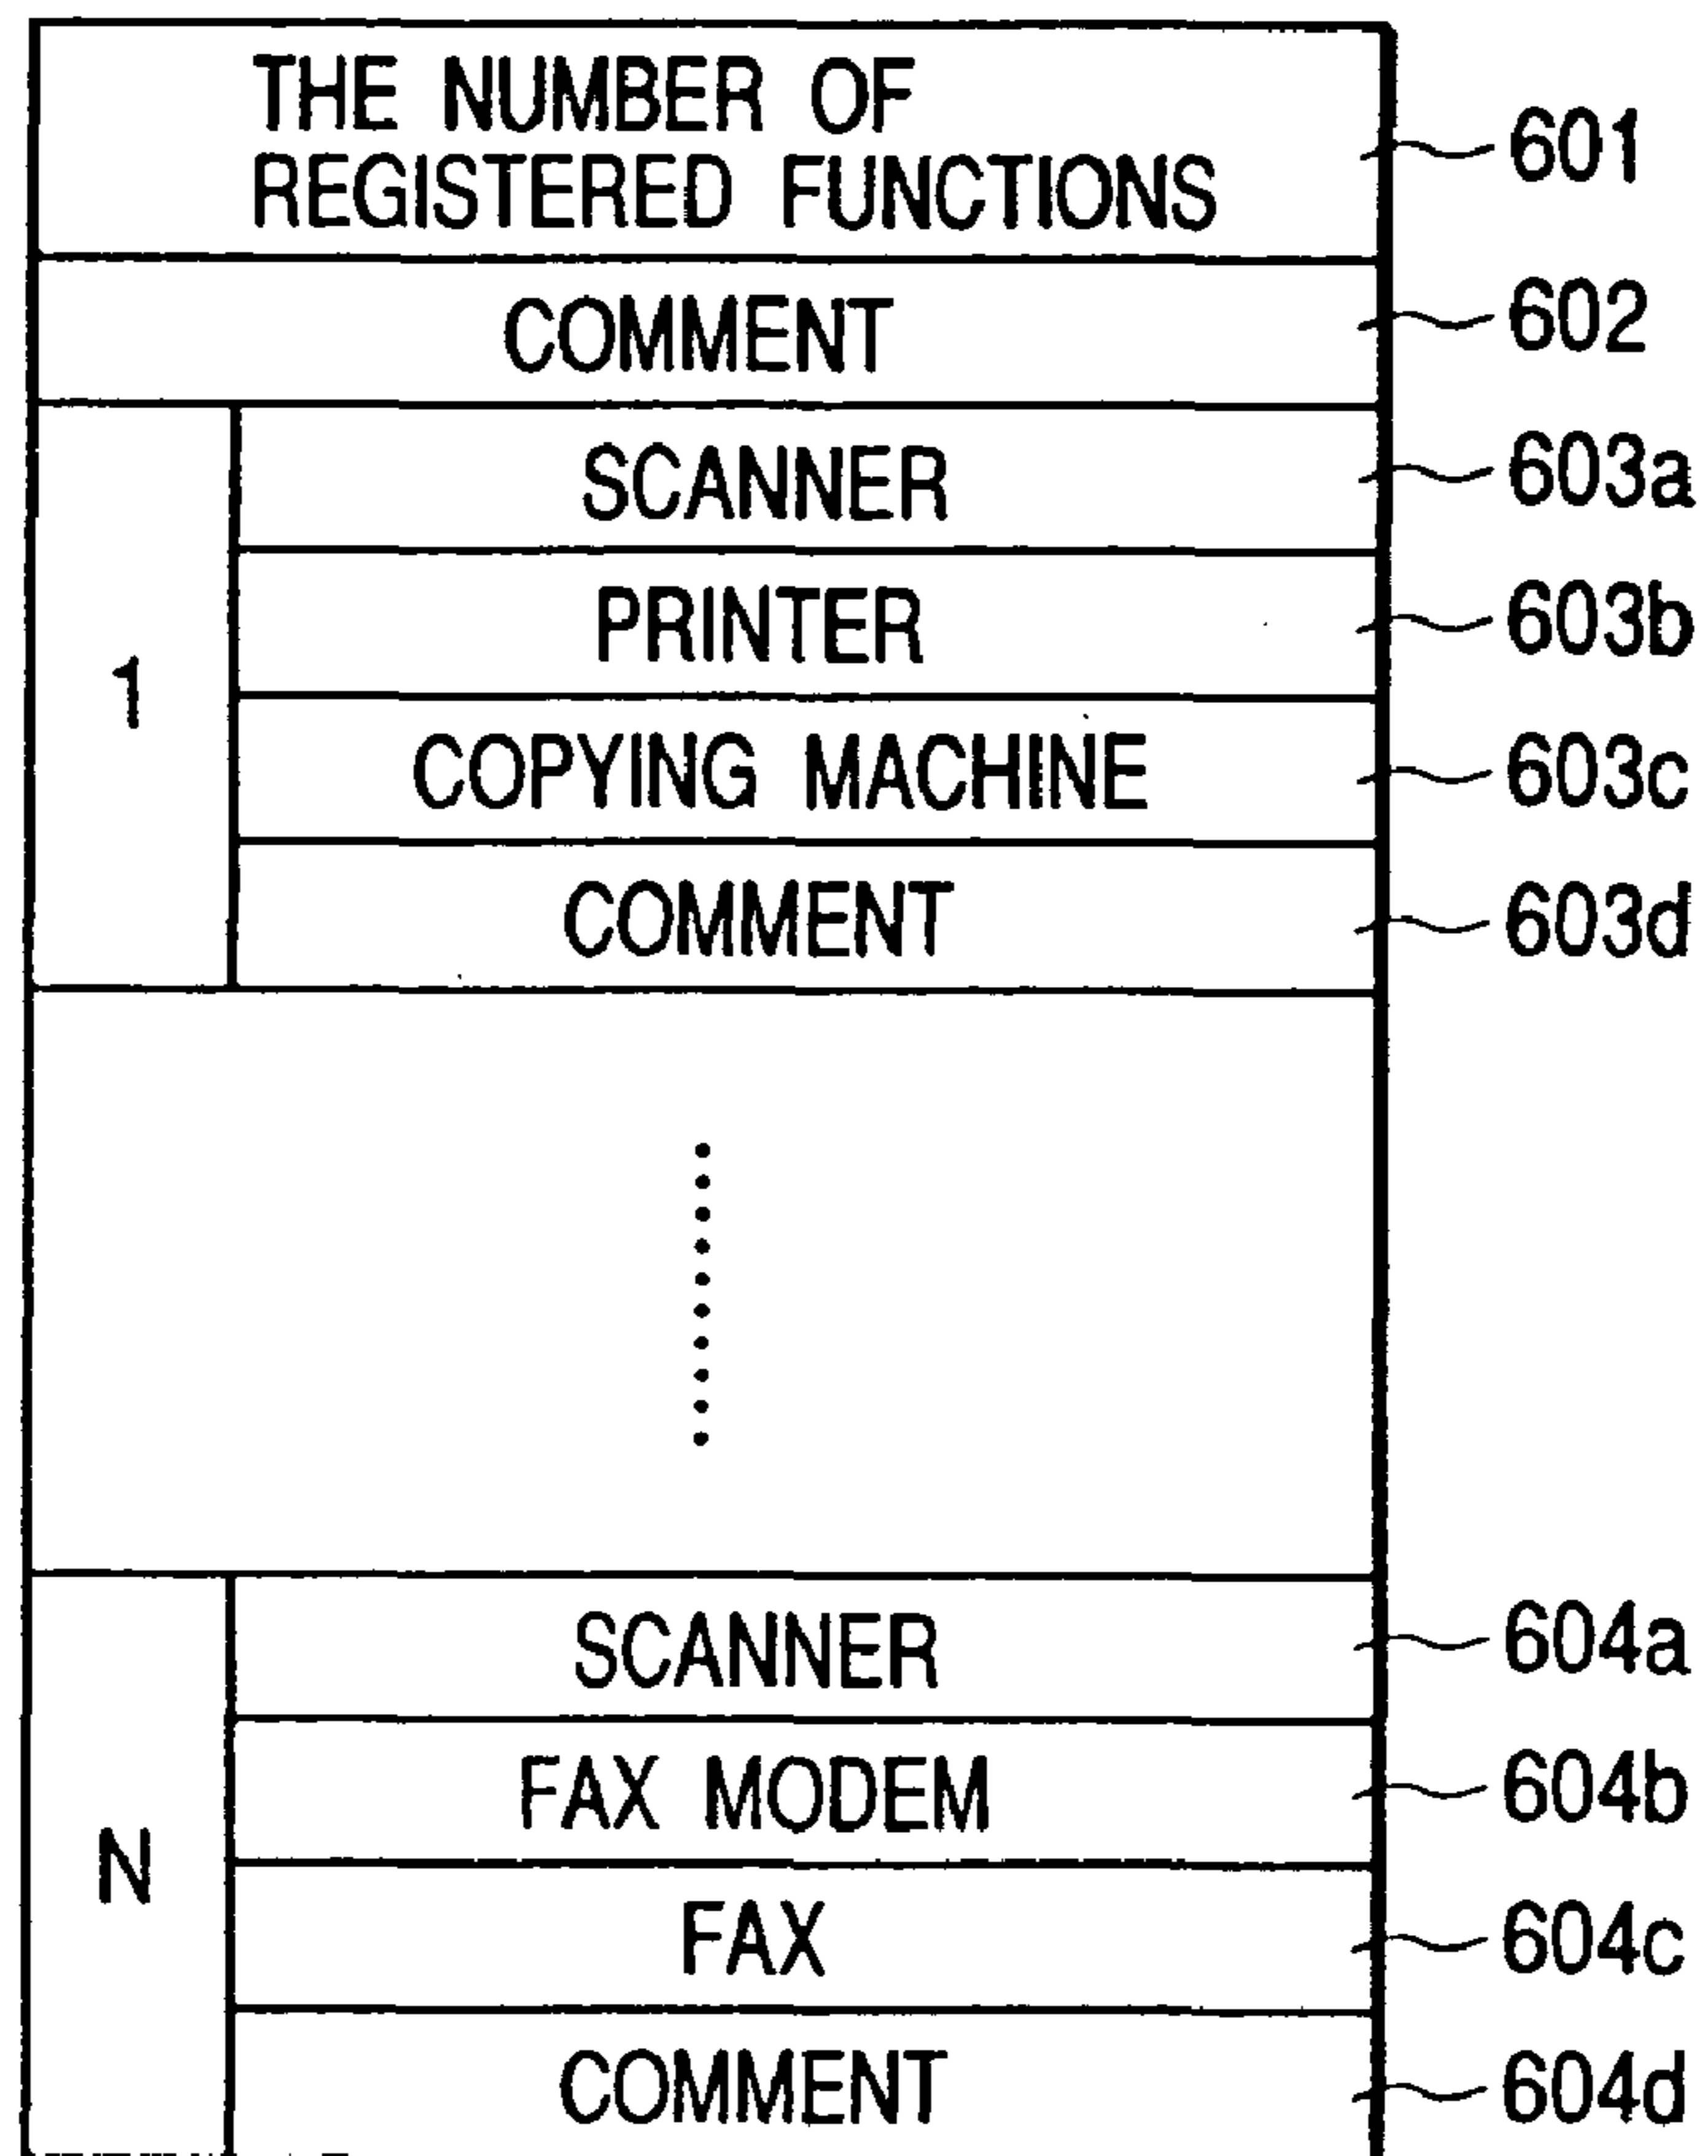 THE NUMBER OF
REGISTERED FUNCTIONS
601
COMMENT
602
1
SCANNER
603a
PRINTER
603b
COPYING MACHINE
603c
COMMENT
603d
N
SCANNER
604a
FAX MODEM
604b
FAX
604c
COMMENT
604d